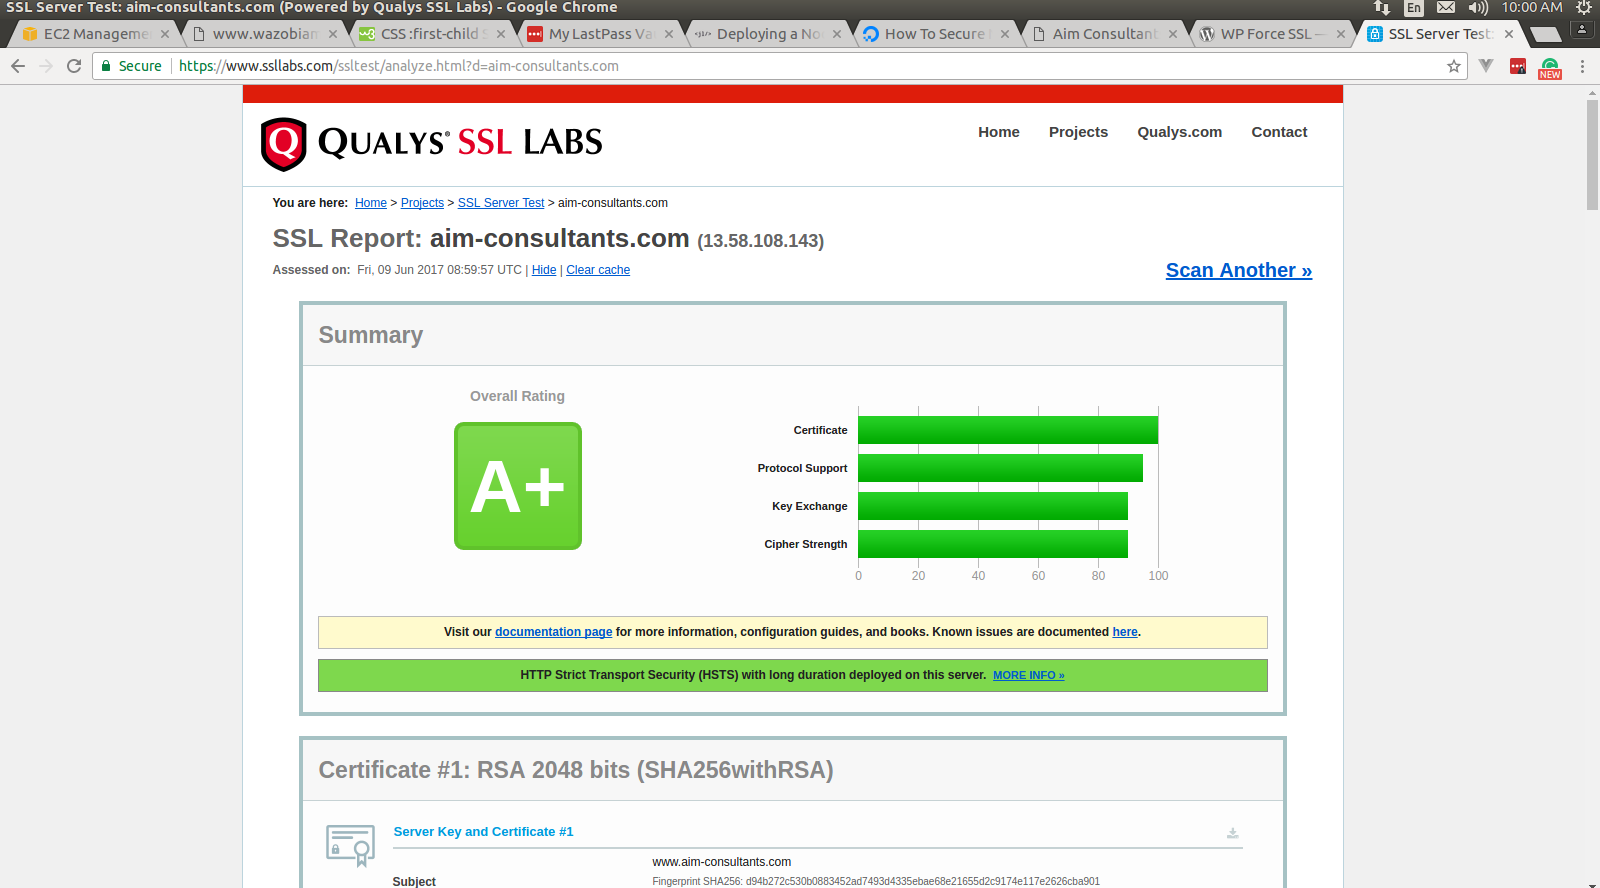 SSL Server Test: aim-consultants.com (Powered by Qualys SSL Labs) - Google Chrome
En
10:00 AM
EC2 Manageme
www.wazobian
CSS :first-child S
My LastPass Va
Deploying a Nod
How To Secure
Aim Consultant
WP Force SSL —
SSL Server Test:
Secure
https://www.ssllabs.com/ssltest/analyze.html?d=aim-consultants.com
NEW
QUALYS® SSL LABS
Home
Projects
Qualys.com
Contact
You are here: Home > Projects > SSL Server Test > aim-consultants.com
SSL Report: aim-consultants.com (13.58.108.143)
Assessed on: Fri, 09 Jun 2017 08:59:57 UTC | Hide | Clear cache
Scan Another »
Summary
Overall Rating
A+
Certificate
Protocol Support
Key Exchange
Cipher Strength
0 20 40 60 80 100
Visit our documentation page for more information, configuration guides, and books. Known issues are documented here.
HTTP Strict Transport Security (HSTS) with long duration deployed on this server. MORE INFO »
Certificate #1: RSA 2048 bits (SHA256withRSA)
Server Key and Certificate #1
www.aim-consultants.com
Subject
Fingerprint SHA256: d94b272c530b0883452ad7493d4335ebae68e21655d2c9174e117e2626cba901